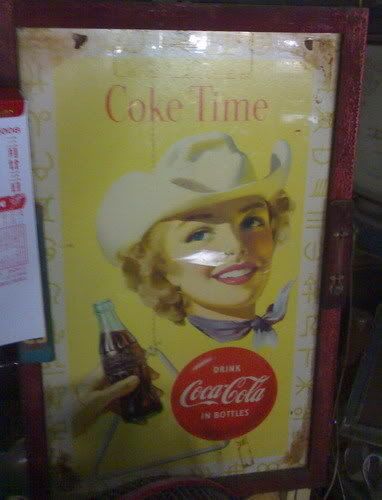 Coke Time
DRINK
Coca-Cola
IN BOTTLES